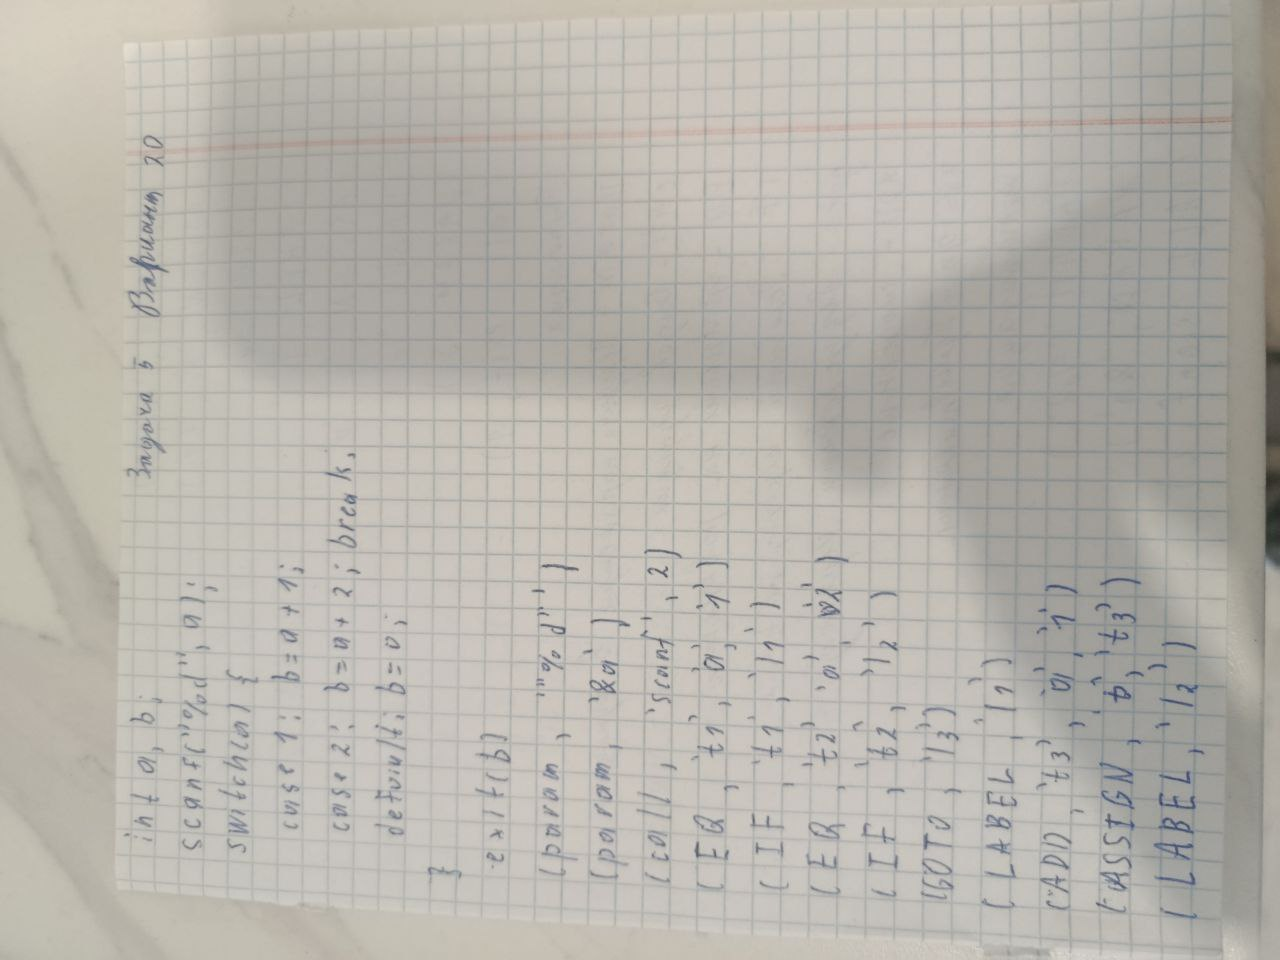 Задача 5 Вариант 20
int a, b;
scanf("%d", a);
switch(a) {
case 1: b = a + 1;
case 2: b = a + 2; break;
default: b = 0;
}
exit(b)
(param, '"%d"')
(param, '&a')
(call, 'scanf', 2)
(EQ, 't1', 'a', '1')
(IF, 't1', 'l1')
(EQ, 't2' 'a' '2')
(IF, 't2', 'l2')
(GOTO, 'l3')
(LABEL, 'l1')
(ADD, 't3', 'a', '1')
(ASSIGN, 'b', 't3')
(LABEL, 'l2')